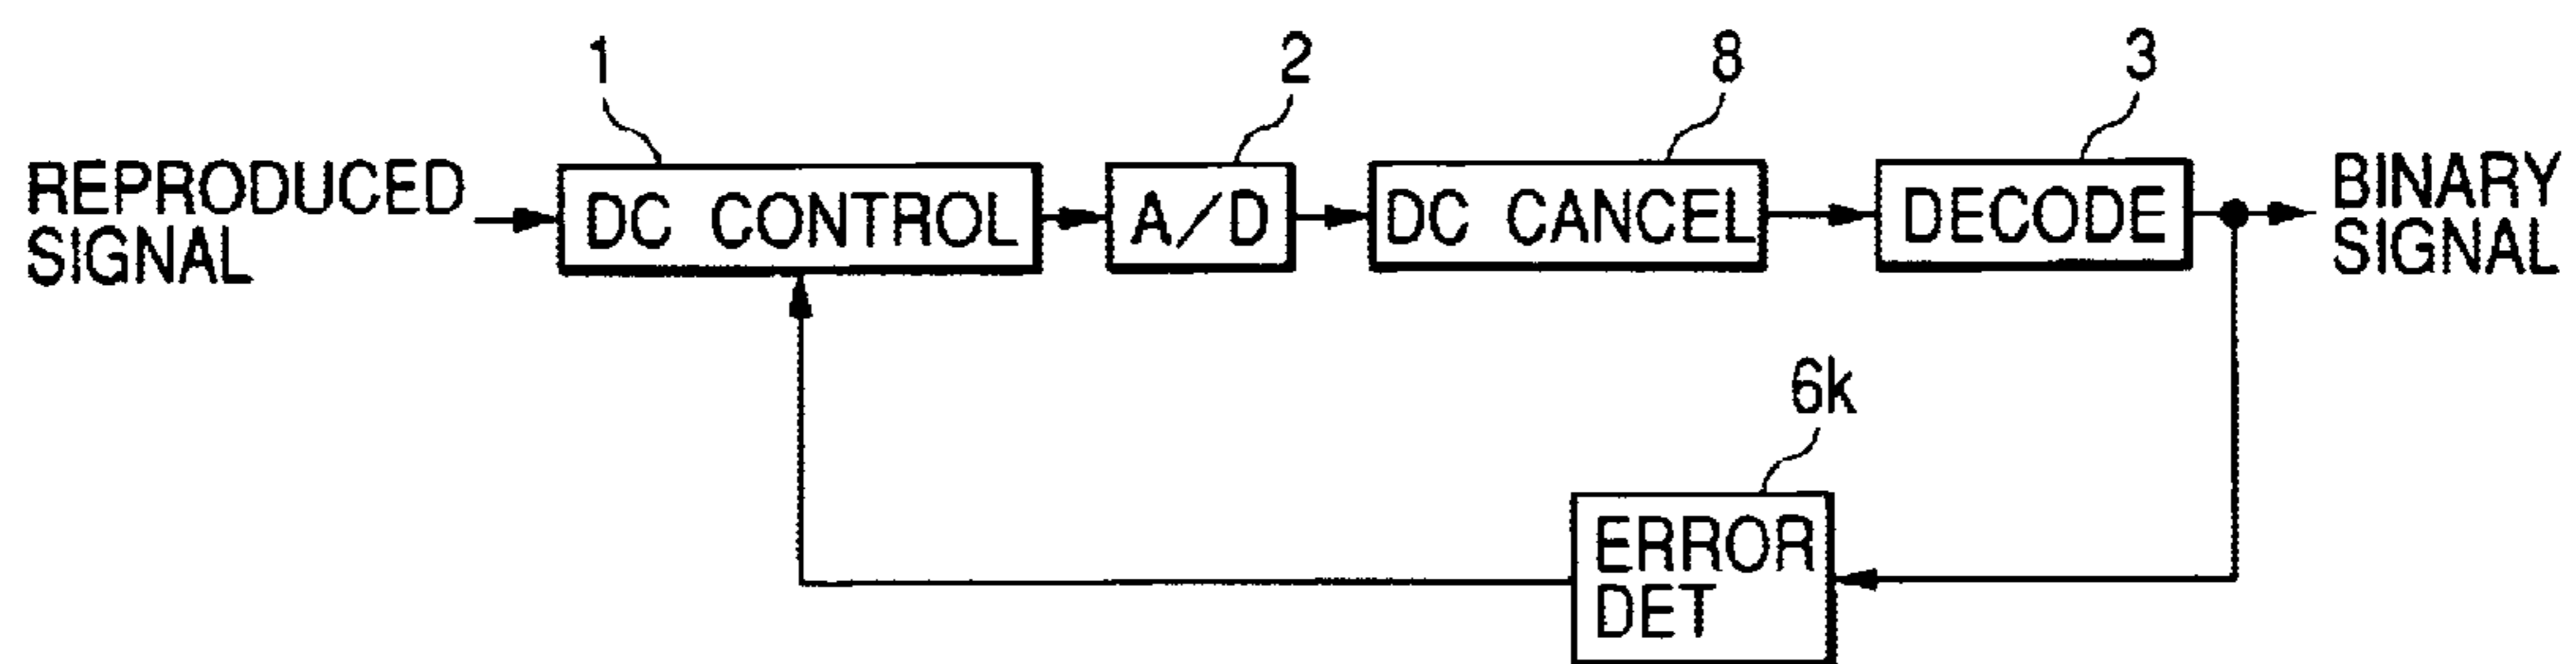 1
2
8
3
REPRODUCED
SIGNAL
DC CONTROL
A/D
DC CANCEL
DECODE
BINARY
SIGNAL
6k
ERROR
DET